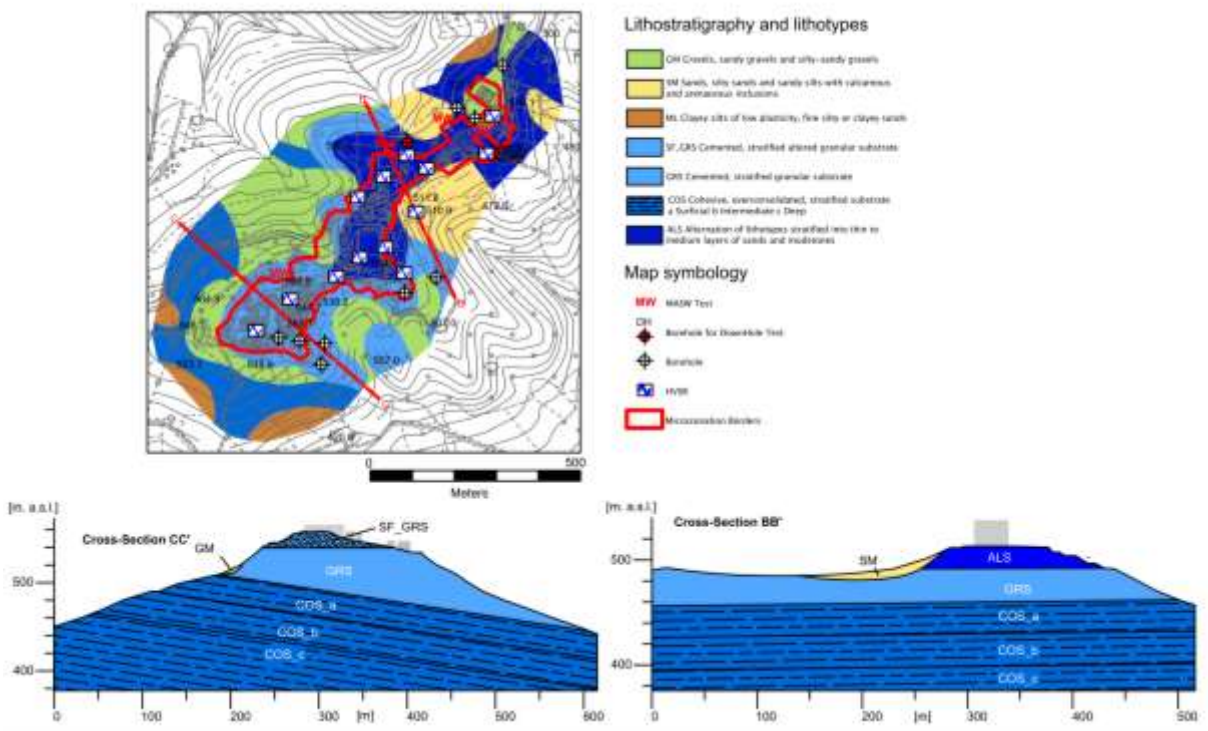 Lithostratigraphy and lithotypes
GM Gravels, sandy gravels and silty-sandy gravels
SM Sands, silty sands and sandy silts with calcareous
and arenaceous inclusions
ML Clayey silts of low plasticity, fine silty or clayey sands
SF_GRS Cemented, stratified altered granular substrate
GRS Cemented, stratified granular substrate
COS Cohesive, overconsolidated, stratified substrate
a Surficial b Intermediate c Deep
ALS Alternation of lithotypes stratified into thin to
medium layers of sands and mudstones
Map symbology
MW MASW Test
DH
Borehole for DownHole Test
Borehole
HVSR
Microzonation Borders
MW
MW
0 500
Meters
[m. a.s.l.]
Cross-Section CC'
SF_GRS
GM
GRS
500
COS_a
COS_b
COS_c
400
0 100 200 300 [m] 400 500 600
[m. a.s.l.]
Cross-Section BB'
500
SM
ALS
GRS
COS_a
COS_b
COS_c
400
0 100 200 [m] 300 400 500